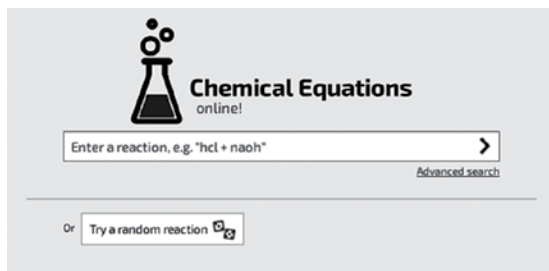 Chemical Equations
online!
Enter a reaction, e.g. "hcl + naoh"
Advanced search
Or Try a random reaction